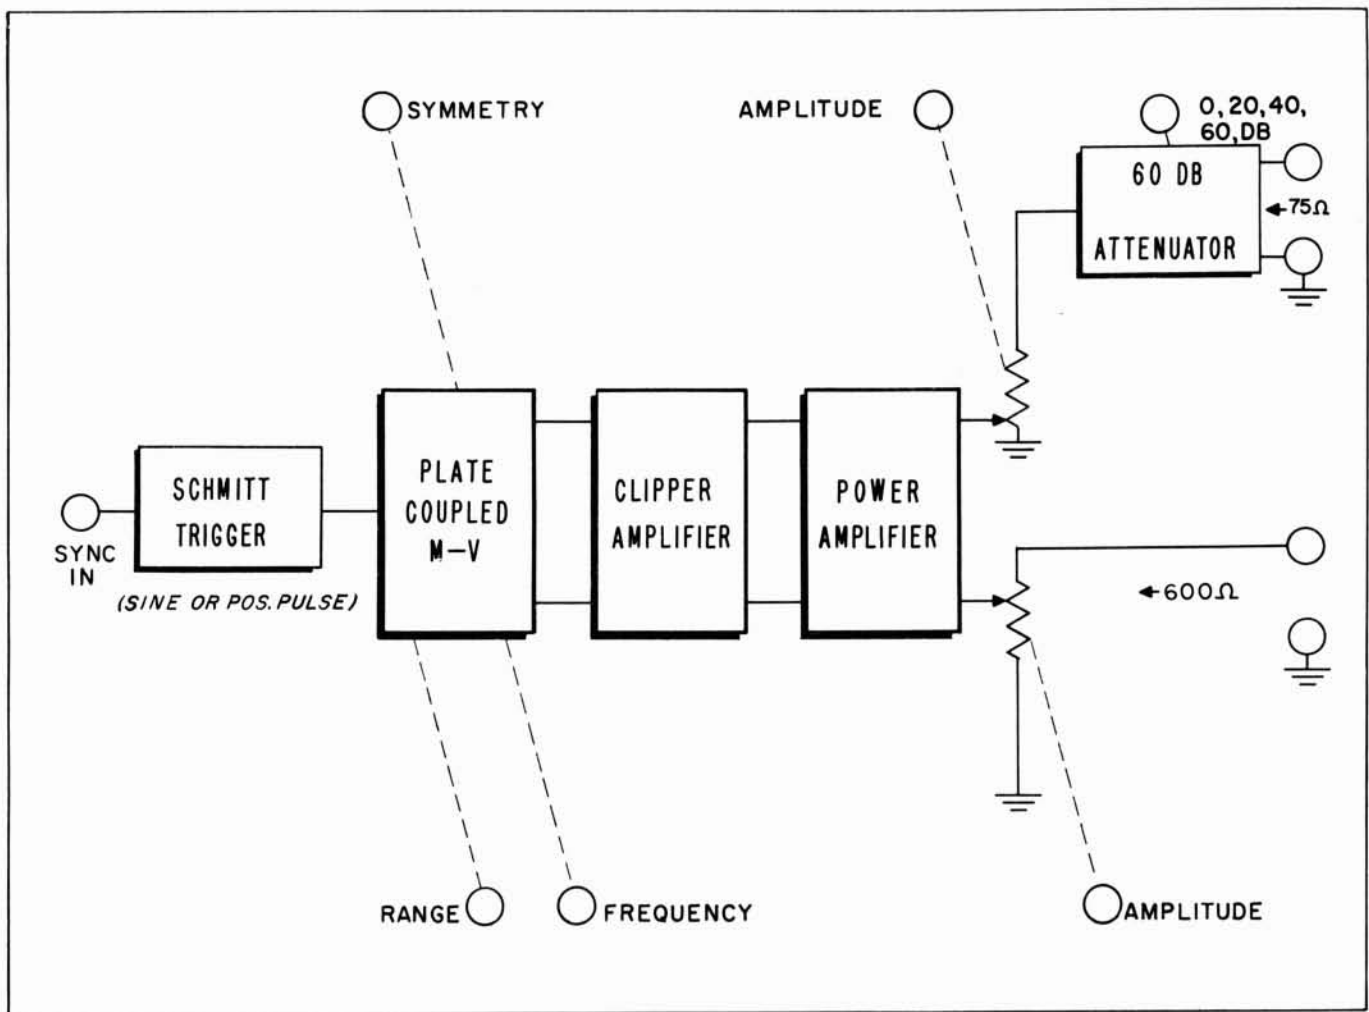 SYMMETRY
AMPLITUDE
0, 20, 40,
60, DB
60 DB
ATTENUATOR
75Ω
SCHMITT
TRIGGER
SYNC
IN
(SINE OR POS. PULSE)
PLATE
COUPLED
M-V
CLIPPER
AMPLIFIER
POWER
AMPLIFIER
600Ω
RANGE
FREQUENCY
AMPLITUDE